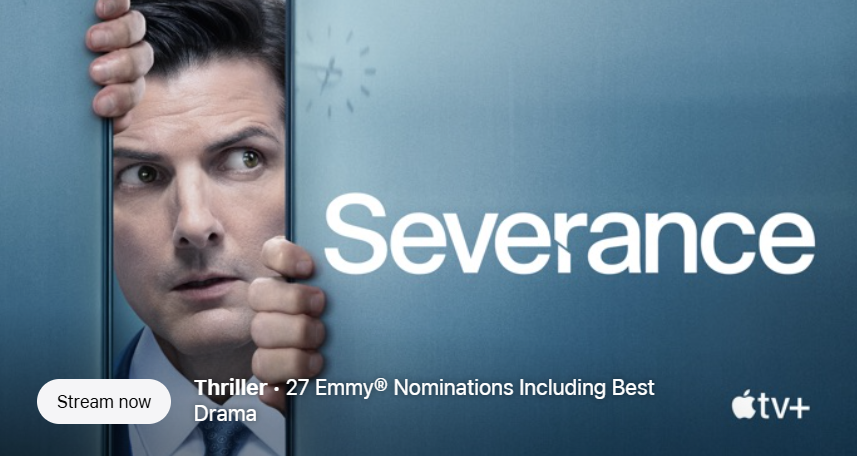 Severance
Stream now
Thriller · 27 Emmy® Nominations Including Best
Drama
tv+